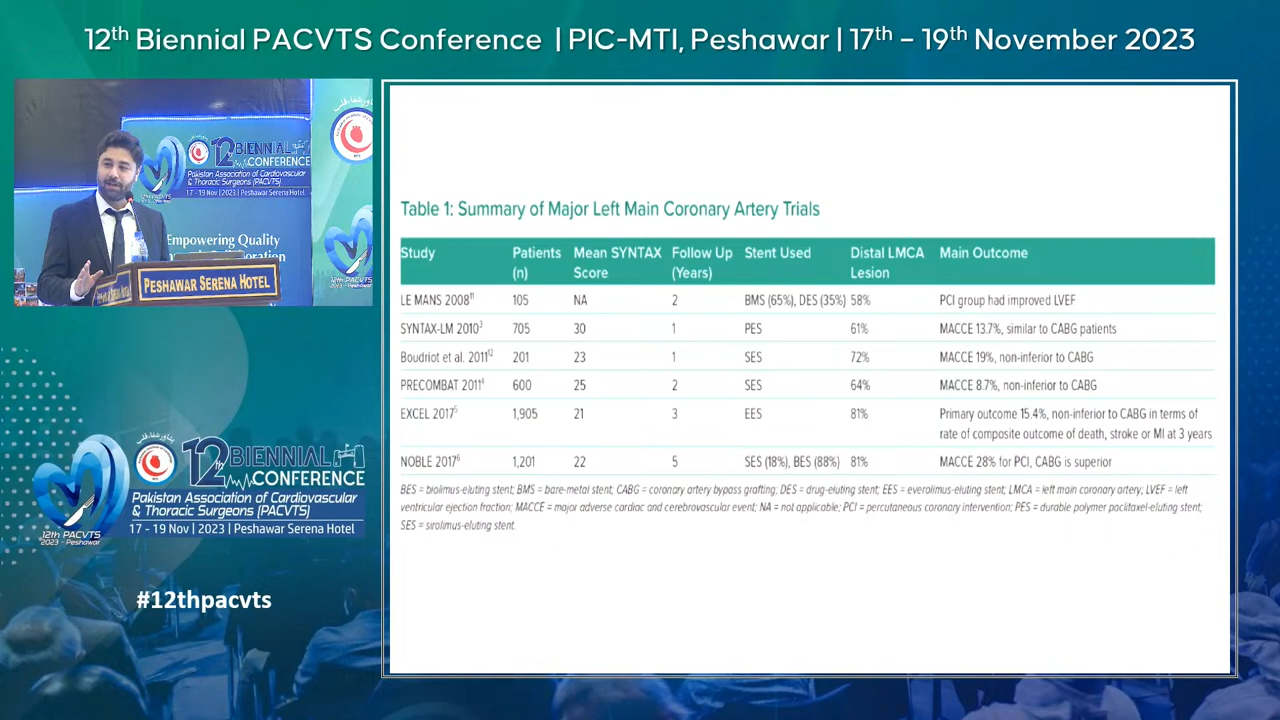 12th Biennial PACVTS Conference | PIC-MTI, Peshawar | 17th – 19th November 2023
12 BIENNIAL
CONFERENCE
Pakistan Association of Cardiovascular
& Thoracic Surgeons (PACVTS)
17 - 19 Nov | 2023 | Peshawar Serena Hotel
Empowering Quality
PESHAWAR SERENA HOTEL
Table 1: Summary of Major Left Main Coronary Artery Trials
Study Patients (n) Mean SYNTAX Score Follow Up (Years) Stent Used Distal LMCA Lesion Main Outcome
LE MANS 2008¹¹ 105 NA 2 BMS (65%), DES (35%) 58% PCI group had improved LVEF
SYNTAX-LM 2010³ 705 30 1 PES 61% MACCE 13.7%, similar to CABG patients
Boudriot et al. 2011¹² 201 23 1 SES 72% MACCE 19%, non-inferior to CABG
PRECOMBAT 2011⁴ 600 25 2 SES 64% MACCE 8.7%, non-inferior to CABG
EXCEL 2017⁵ 1,905 21 3 EES 81% Primary outcome 15.4%, non-inferior to CABG in terms of
rate of composite outcome of death, stroke or MI at 3 years
NOBLE 2017⁶ 1,201 22 5 SES (18%), BES (88%) 81% MACCE 28% for PCI, CABG is superior
BES = biolimus-eluting stent; BMS = bare-metal stent; CABG = coronary artery bypass grafting; DES = drug-eluting stent; EES = everolimus-eluting stent; LMCA = left main coronary artery; LVEF = left
ventricular ejection fraction; MACCE = major adverse cardiac and cerebrovascular event; NA = not applicable; PCI = percutaneous coronary intervention; PES = durable polymer paclitaxel-eluting stent;
SES = sirolimus-eluting stent.
12th BIENNIAL
CONFERENCE
Pakistan Association of Cardiovascular
& Thoracic Surgeons (PACVTS)
17 - 19 Nov | 2023 | Peshawar Serena Hotel
12th PACVTS
2023 - Peshawar
#12thpacvts